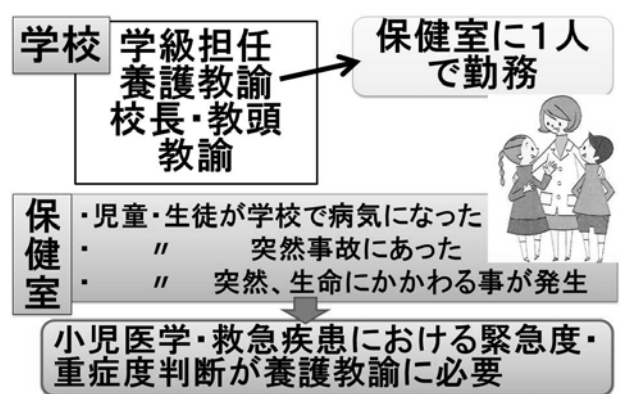 学校
学級担任
養護教諭
校長・教頭
教諭
保健室に1人
で勤務
保健室
・児童・生徒が学校で病気になった
・　〃　突然事故にあった
・　〃　突然、生命にかかわる事が発生
小児医学・救急疾患における緊急度・
重症度判断が養護教諭に必要